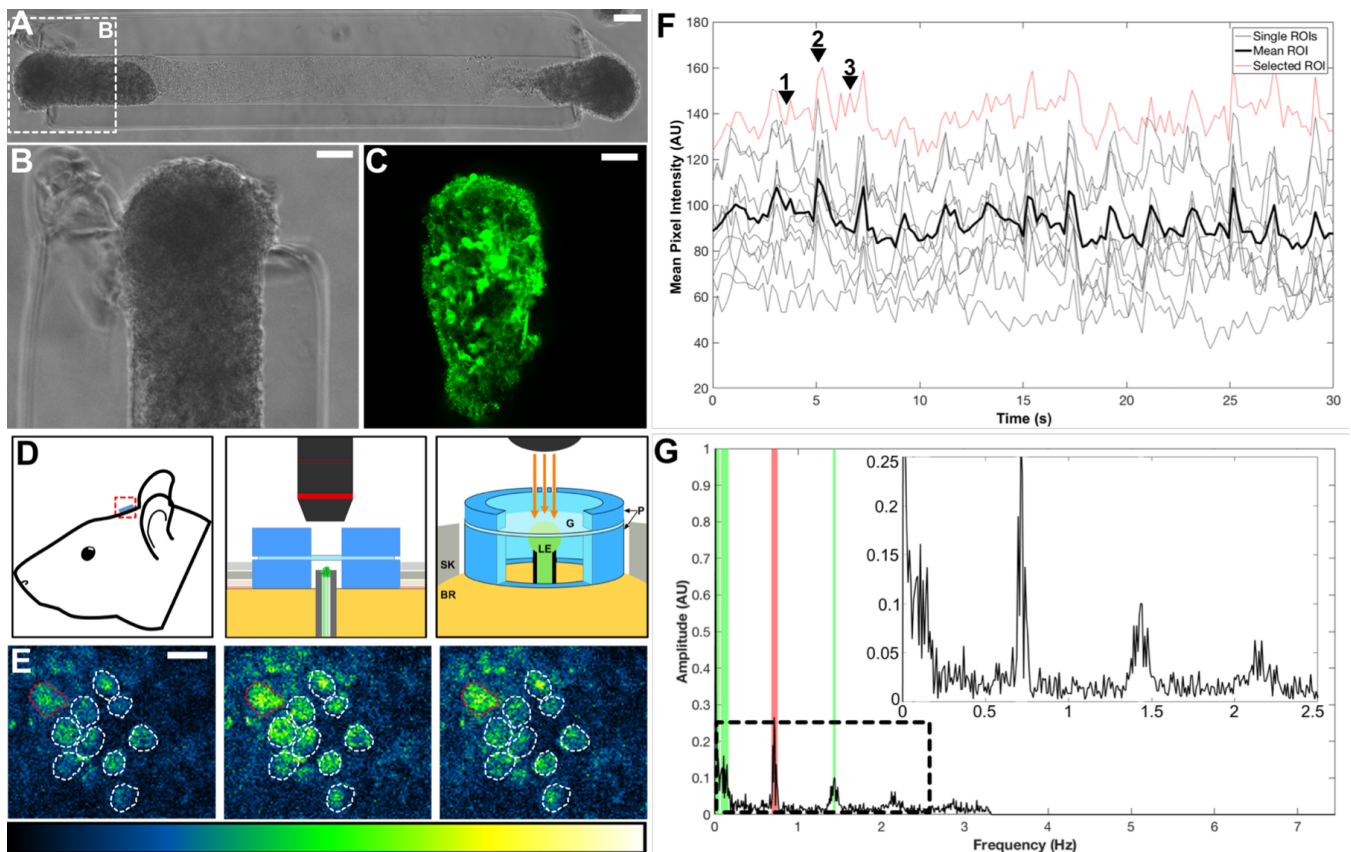 A
B
B
C
D
G
P
LE
SK
BR
E
F
180
160
140
120
100
80
60
40
20
Mean Pixel Intensity (AU)
1
2
3
Single ROIs
Mean ROI
Selected ROI
0
5
10
15
20
25
30
Time (s)
G
1
0.9
0.8
0.7
0.6
0.5
0.4
0.3
0.2
0.1
0
Amplitude (AU)
0.25
0.2
0.15
0.1
0.05
0
0
0.5
1
1.5
2
2.5
0
1
2
3
4
5
6
7
Frequency (Hz)